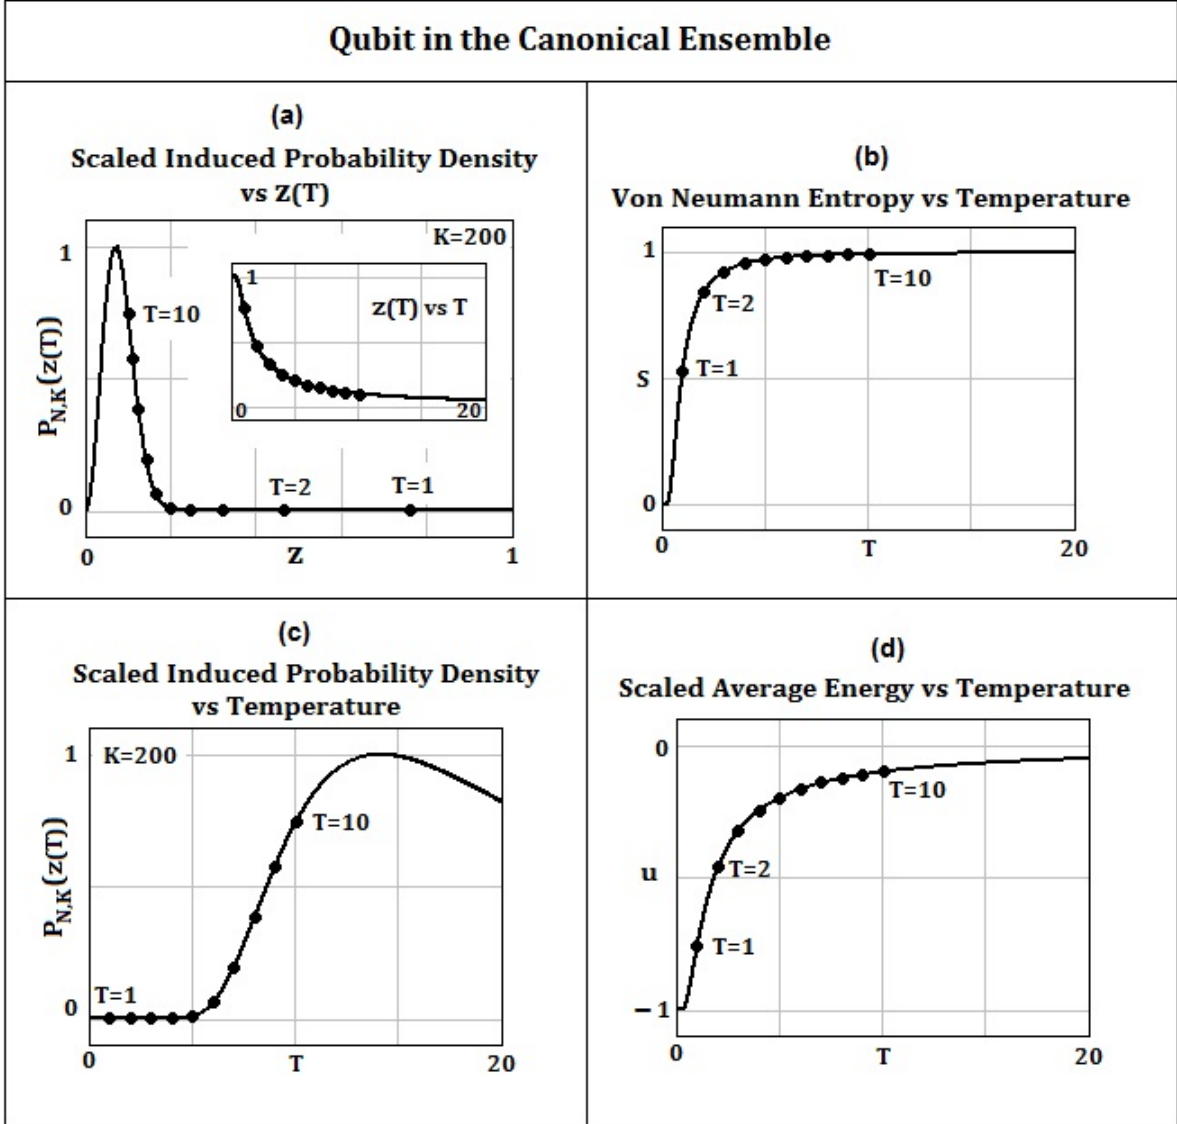 Qubit in the Canonical Ensemble
(a)
Scaled Induced Probability Density
vs z(T)
K=200
1
T=10
P_{N,K}(z(T))
1
z(T) vs T
0
20
T=2
T=1
0
0
z
1
(b)
Von Neumann Entropy vs Temperature
1
T=10
T=2
T=1
S
0
0
T
20
(c)
Scaled Induced Probability Density
vs Temperature
1
K=200
T=10
P_{N,K}(z(T))
T=1
0
0
T
20
(d)
Scaled Average Energy vs Temperature
0
T=10
T=2
u
T=1
−1
0
T
20